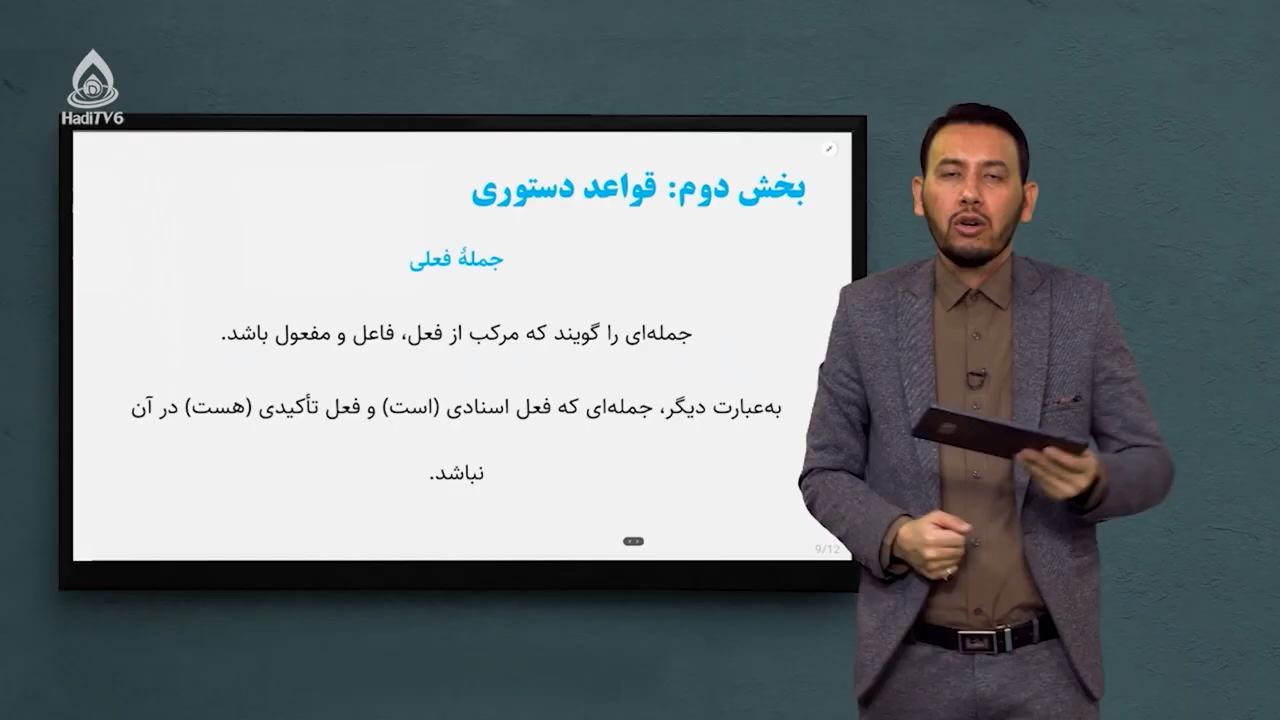 HadiTV6
بخش دوم: قواعد دستوری
جملهٔ فعلی
جمله‌ای را گویند که مرکب از فعل، فاعل و مفعول باشد.
به‌عبارت دیگر، جمله‌ای که فعل اسنادی (است) و فعل تأکیدی (هست) در آن
نباشد.
9/12